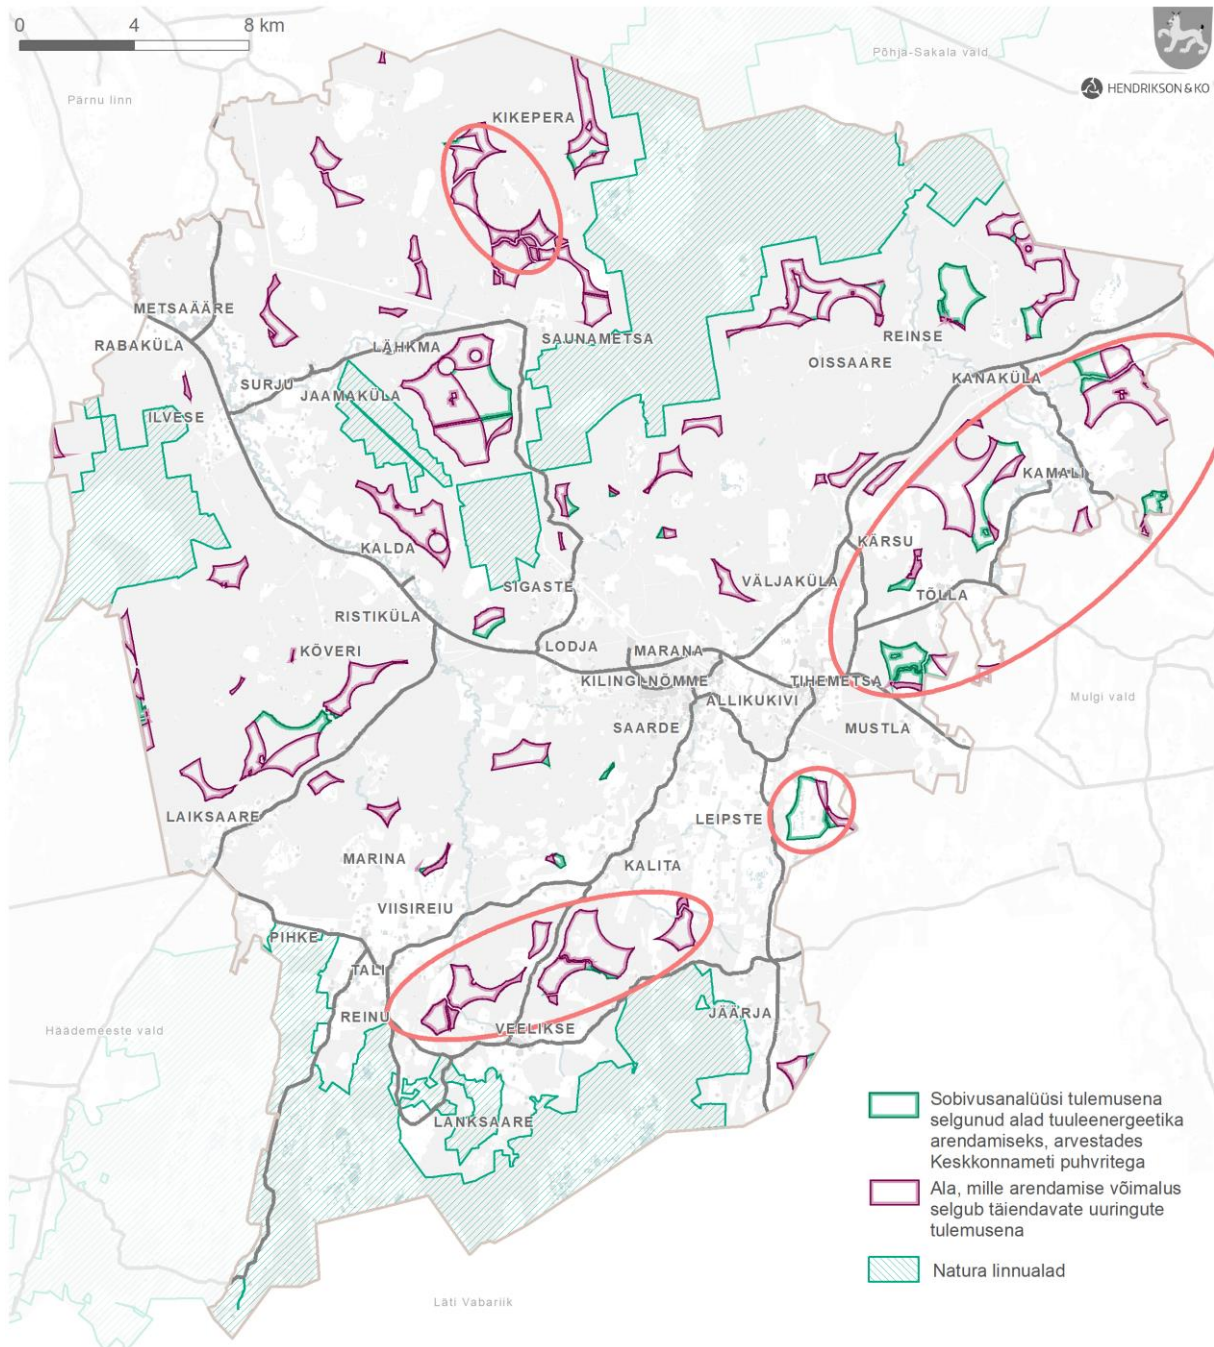 0 4 8 km
Põhja-Sakala vald
HENDRIKSON & KO
Pärnu linn
KIKEPERA
METSAÄÄRE
RABAKÜLA
LÄHKMA
SAUNAMETSA
REINSE
OISSAARE
SURJU
JAAMAKÜLA
KANAKÜLA
ILVESE
KAMALI
KALDA
KÄRSU
SIGASTE
VÄLJAKÜLA
TÕLLA
RISTIKÜLA
KÕVERI
LODJA
MARANA
KILINGI-NÕMME
TIHEMETSA
ALLIKUKIVI
Mulgi vald
SAARDE
MUSTLA
LAIKSAARE
LEIPSTE
MARINA
KALITA
VIISIREIU
PIHKE
TALI
REINU
VEELIKSE
JÄÄRJA
Häädemeeste vald
LANKSAARE
Sobivusanalüüsi tulemusena
selgunud alad tuuleenergeetika
arendamiseks, arvestades
Keskkonnameti puhvritega
Ala, mille arendamise võimalus
selgub täiendavate uuringute
tulemusena
Natura linnualad
Läti Vabariik